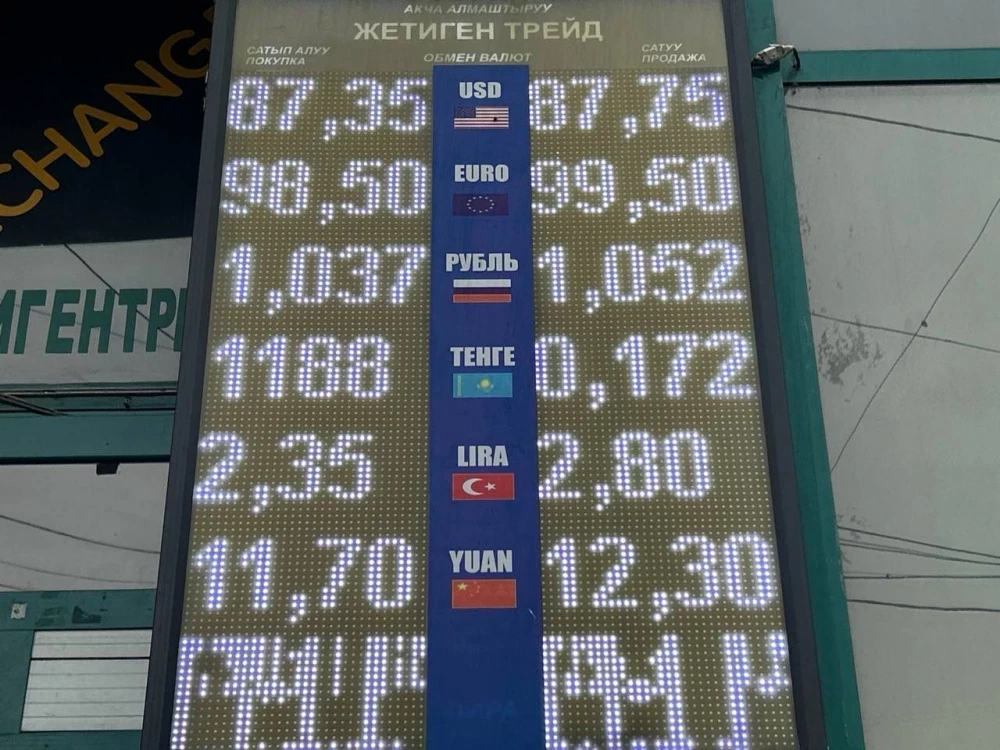 CHANG
АКЧА АЛМАШТЫРУУ
ЖЕТИГЕН ТРЕЙД
САТЫП АЛУУ ОБМЕН ВАЛЮТ САТУУ
ПОКУПКА ПРОДАЖА
87,35 USD 87,75
98,50 EURO 99,50
1,037 РУБЛЬ 1,052
ИГЕНТРЕ
1188 ТЕНГЕ 0,172
2,35 LIRA 2,80
11,70 YUAN 12,30